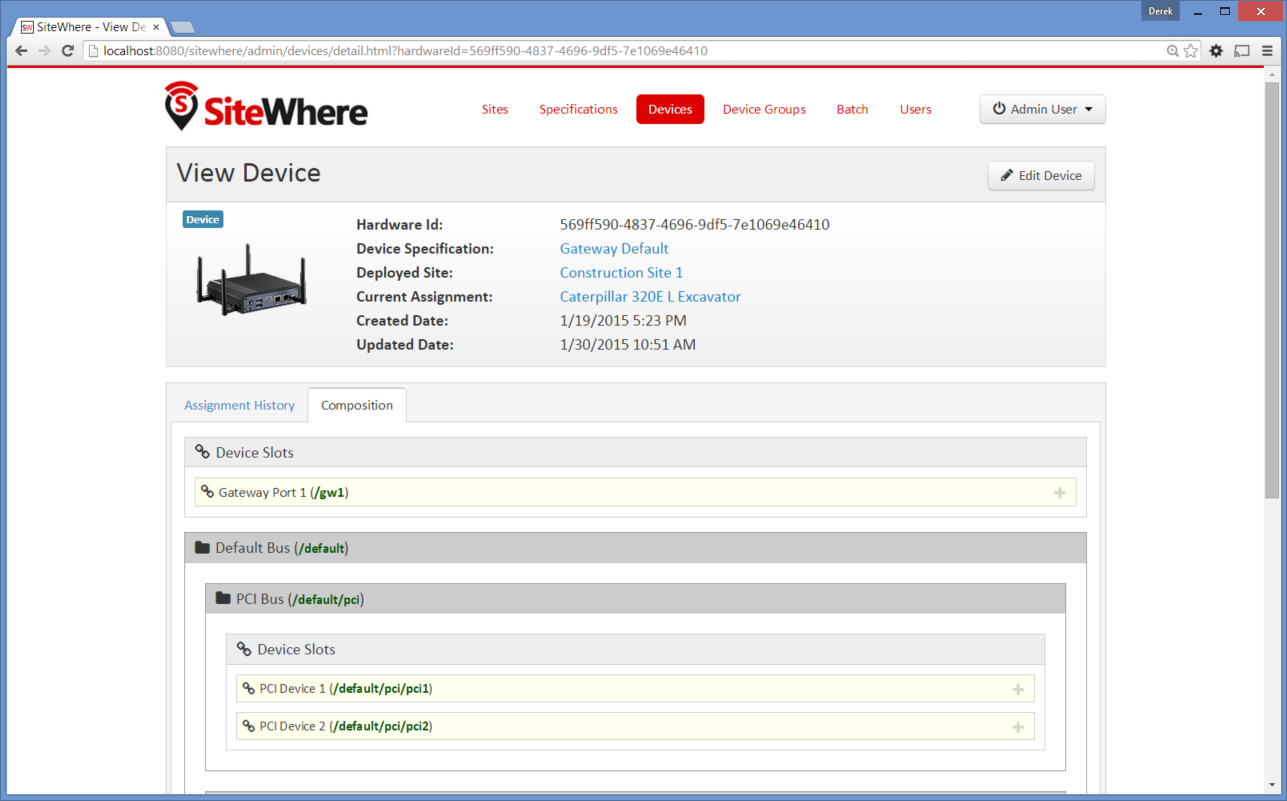 Derek
SW SiteWhere - View De ×
localhost:8080/sitewhere/admin/devices/detail.html?hardwareId=569ff590-4837-4696-9df5-7e1069e46410
S SiteWhere Sites Specifications Devices Device Groups Batch Users Admin User
View Device Edit Device
Device
Hardware Id: 569ff590-4837-4696-9df5-7e1069e46410
Device Specification: Gateway Default
Deployed Site: Construction Site 1
Current Assignment: Caterpillar 320E L Excavator
Created Date: 1/19/2015 5:23 PM
Updated Date: 1/30/2015 10:51 AM
Assignment History Composition
Device Slots
Gateway Port 1 (/gw1)
Default Bus (/default)
PCI Bus (/default/pci)
Device Slots
PCI Device 1 (/default/pci/pci1)
PCI Device 2 (/default/pci/pci2)